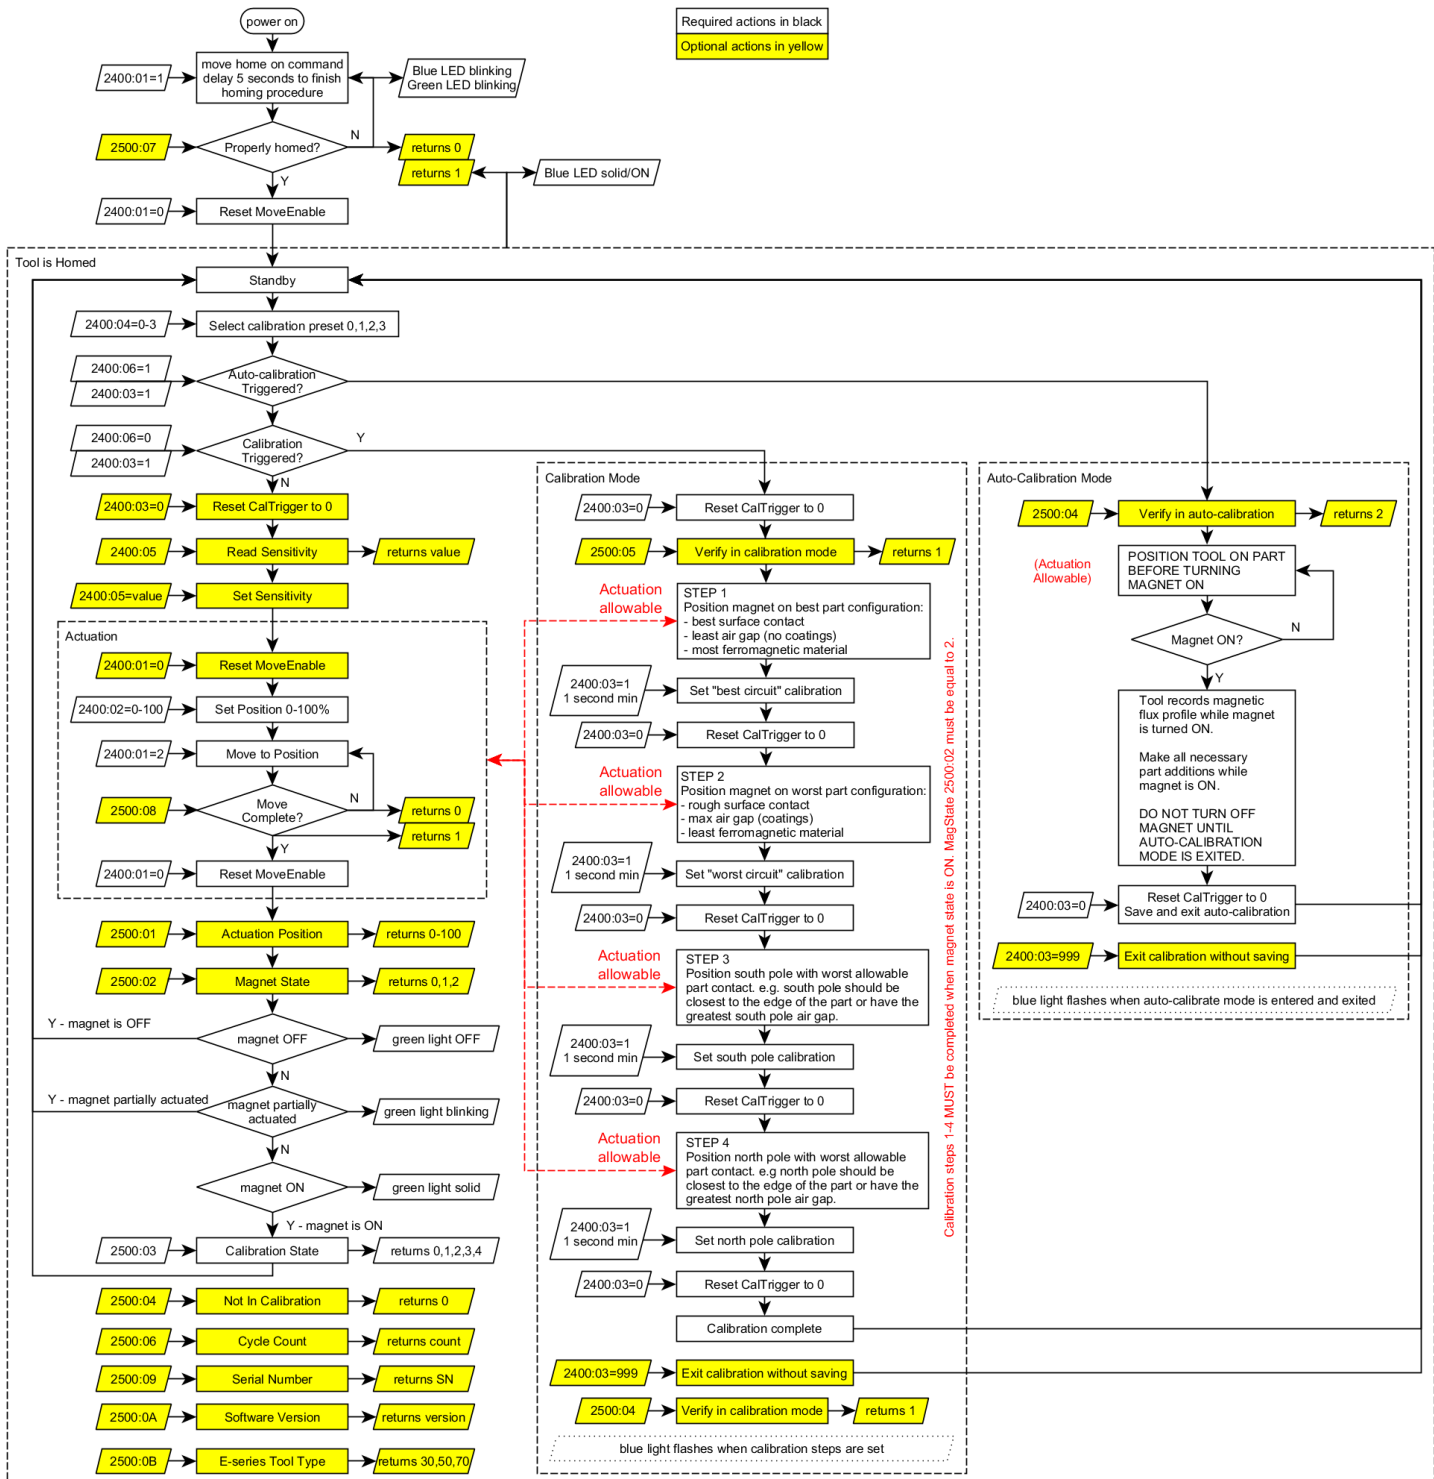 power on
Required actions in black
Optional actions in yellow
2400:01=1
move home on command
delay 5 seconds to finish
homing procedure
Blue LED blinking
Green LED blinking
2500:07
Properly homed?
N
returns 0
returns 1
Blue LED solid/ON
Y
2400:01=0
Reset MoveEnable
Tool is Homed
Standby
2400:04=0-3
Select calibration preset 0,1,2,3
2400:06=1
2400:03=1
Auto-calibration
Triggered?
2400:06=0
2400:03=1
Calibration
Triggered?
Y
N
2400:03=0
Reset CalTrigger to 0
2400:05
Read Sensitivity
returns value
2400:05=value
Set Sensitivity
Actuation
2400:01=0
Reset MoveEnable
2400:02=0-100
Set Position 0-100%
2400:01=2
Move to Position
2500:08
Move
Complete?
N
returns 0
returns 1
Y
2400:01=0
Reset MoveEnable
2500:01
Actuation Position
returns 0-100
2500:02
Magnet State
returns 0,1,2
Y - magnet is OFF
magnet OFF
green light OFF
N
Y - magnet partially actuated
magnet partially
actuated
green light blinking
N
magnet ON
green light solid
Y - magnet is ON
2500:03
Calibration State
returns 0,1,2,3,4
2500:04
Not In Calibration
returns 0
2500:06
Cycle Count
returns count
2500:09
Serial Number
returns SN
2500:0A
Software Version
returns version
2500:0B
E-series Tool Type
returns 30,50,70
Calibration Mode
2400:03=0
Reset CalTrigger to 0
2500:05
Verify in calibration mode
returns 1
Actuation
allowable
STEP 1
Position magnet on best part configuration:
- best surface contact
- least air gap (no coatings)
- most ferromagnetic material
2400:03=1
1 second min
Set "best circuit" calibration
2400:03=0
Reset CalTrigger to 0
Actuation
allowable
STEP 2
Position magnet on worst part configuration:
- rough surface contact
- max air gap (coatings)
- least ferromagnetic material
2400:03=1
1 second min
Set "worst circuit" calibration
2400:03=0
Reset CalTrigger to 0
Actuation
allowable
STEP 3
Position south pole with worst allowable
part contact. e.g. south pole should be
closest to the edge of the part or have the
greatest south pole air gap.
2400:03=1
1 second min
Set south pole calibration
2400:03=0
Reset CalTrigger to 0
Actuation
allowable
STEP 4
Position north pole with worst allowable
part contact. e.g north pole should be
closest to the edge of the part or have the
greatest north pole air gap.
2400:03=1
1 second min
Set north pole calibration
2400:03=0
Reset CalTrigger to 0
Calibration complete
2400:03=999
Exit calibration without saving
2500:04
Verify in calibration mode
returns 1
blue light flashes when calibration steps are set
Calibration steps 1-4 MUST be completed when magnet state is ON. MagState 2500:02 must be equal to 2.
Auto-Calibration Mode
2500:04
Verify in auto-calibration
returns 2
(Actuation
Allowable)
POSITION TOOL ON PART
BEFORE TURNING
MAGNET ON
Magnet ON?
N
Y
Tool records magnetic
flux profile while magnet
is turned ON.
Make all necessary
part additions while
magnet is ON.
DO NOT TURN OFF
MAGNET UNTIL
AUTO-CALIBRATION
MODE IS EXITED.
2400:03=0
Reset CalTrigger to 0
Save and exit auto-calibration
2400:03=999
Exit calibration without saving
blue light flashes when auto-calibrate mode is entered and exited